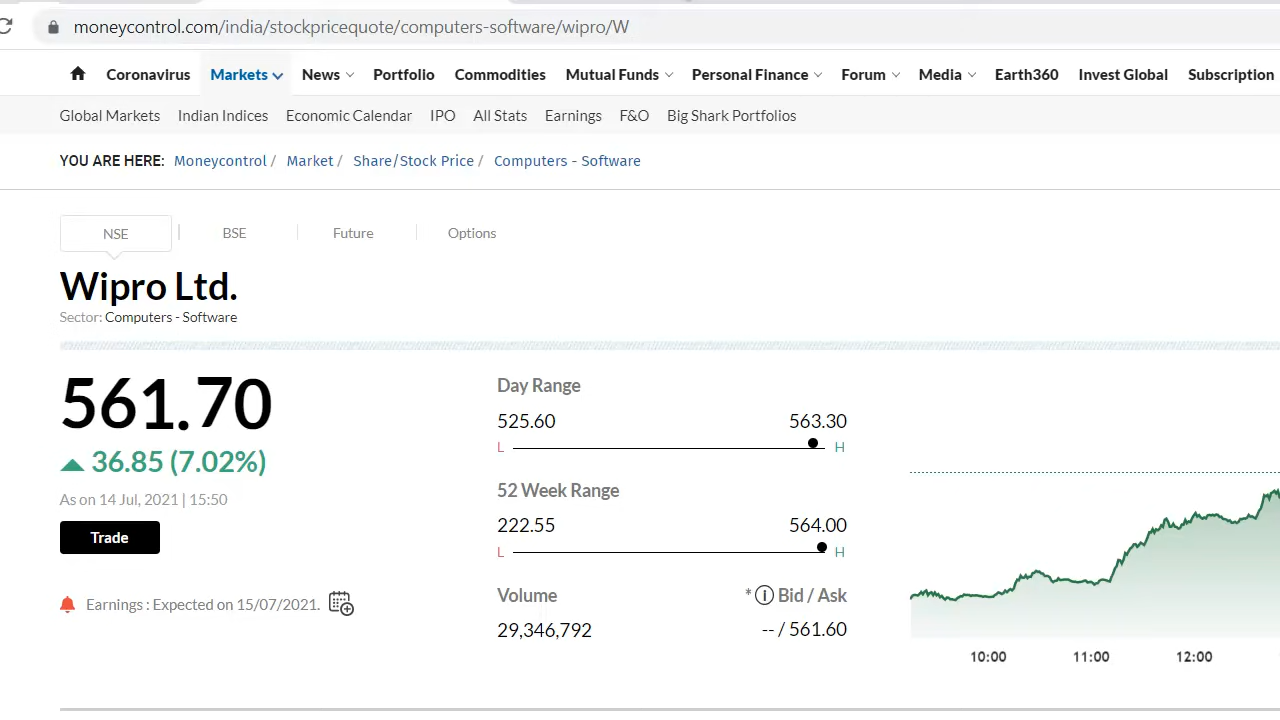 moneycontrol.com/india/stockpricequote/computers-software/wipro/W
Coronavirus Markets News Portfolio Commodities Mutual Funds Personal Finance Forum Media Earth360 Invest Global Subscription
Global Markets Indian Indices Economic Calendar IPO All Stats Earnings F&O Big Shark Portfolios
YOU ARE HERE: Moneycontrol / Market / Share/Stock Price / Computers - Software
NSE BSE Future Options
Wipro Ltd.
Sector: Computers - Software
561.70
36.85 (7.02%)
As on 14 Jul, 2021 | 15:50
Trade
Earnings : Expected on 15/07/2021.
Day Range
525.60 563.30
L H
52 Week Range
222.55 564.00
L H
Volume * i Bid / Ask
29,346,792 -- / 561.60
10:00 11:00 12:00